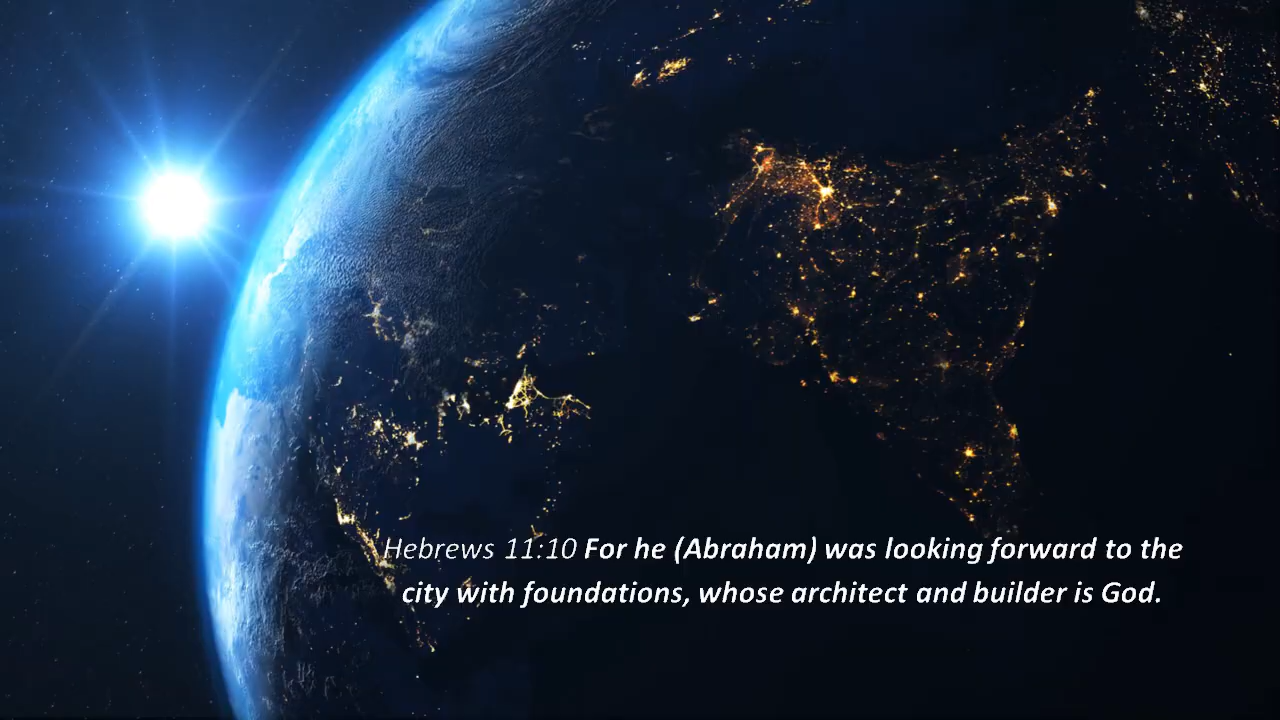 Hebrews 11:10 For he (Abraham) was looking forward to the
city with foundations, whose architect and builder is God.